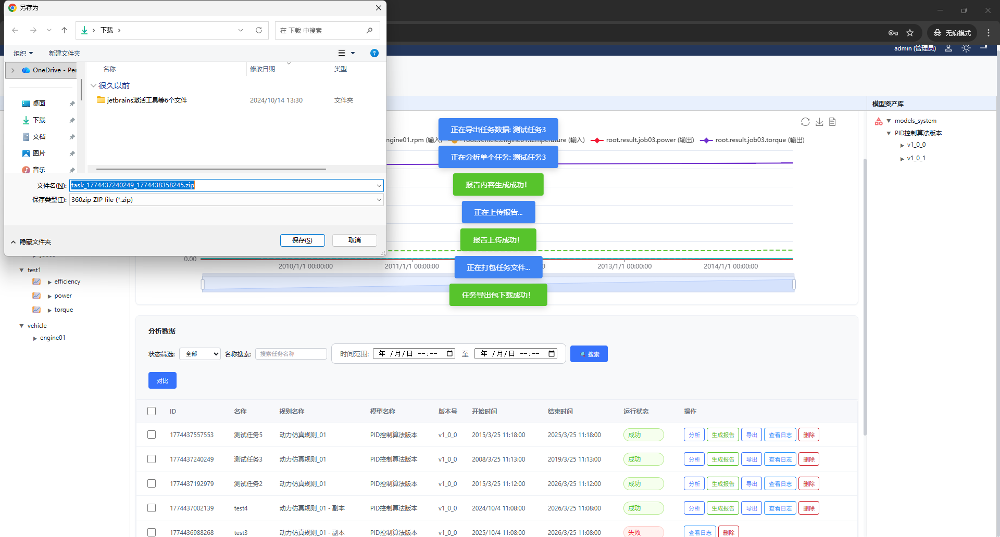 另存为
下载
在 下载 中搜索
无痕模式
组织
新建文件夹
admin (管理员)
OneDrive - Per
名称
修改日期
类型
很久以前
jetbrains激活工具等6个文件
2024/10/14 13:30
文件夹
桌面
下载
文档
图片
音乐
文件名(N):
task_1774437240249_1774438358245.zip
保存类型(T):
360zip ZIP file (*.zip)
隐藏文件夹
保存(S)
取消
模型资产库
models_system
PID控制算法版本
v1_0_0
v1_0_1
正在导出任务数据: 测试任务3
ngine01.rpm (输入)
root.vehicle.engine01.temperature (输入)
root.result.job03.power (输出)
root.result.job03.torque (输出)
正在分析单个任务: 测试任务3
报告内容生成成功!
正在上传报告...
报告上传成功!
正在打包任务文件...
任务导出包下载成功!
0.00
2010/1/1 00:00:00
2011/1/1 00:00:00
2013/1/1 00:00:00
2014/1/1 00:00:00
test1
efficiency
power
torque
vehicle
engine01
分析数据
状态筛选:
全部
名称搜索:
搜索任务名称
时间范围:
年 /月/日 --:--
至
年 /月/日 --:--
搜索
对比
ID 名称 规则名称 模型名称 版本号 开始时间 结束时间 运行状态 操作
1774437557553 测试任务5 动力仿真规则_01 PID控制算法版本 v1_0_0 2015/3/25 11:18:00 2025/3/25 11:18:00 成功 分析 生成报告 导出 查看日志 删除
1774437240249 测试任务3 动力仿真规则_01 PID控制算法版本 v1_0_0 2008/3/25 11:13:00 2019/3/25 11:13:00 成功 分析 生成报告 导出 查看日志 删除
1774437192979 测试任务2 动力仿真规则_01 PID控制算法版本 v1_0_0 2015/3/25 11:12:00 2026/3/25 11:12:00 成功 分析 生成报告 导出 查看日志 删除
1774437002139 test4 动力仿真规则_01 - 副本 PID控制算法版本 v1_0_0 2024/10/4 11:08:00 2026/3/25 11:08:00 成功 分析 生成报告 导出 查看日志 删除
1774436988268 test3 动力仿真规则_01 - 副本 PID控制算法版本 v1_0_0 2025/10/4 11:08:00 2026/3/25 11:08:00 失败 查看日志 删除